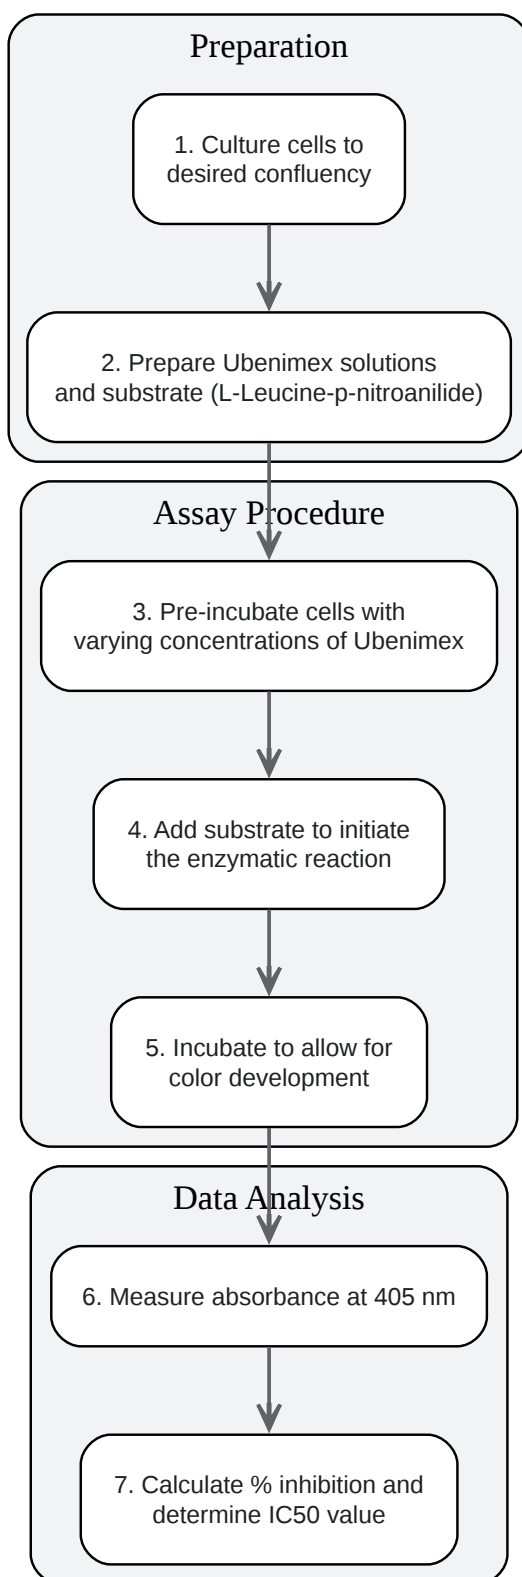 Preparation
1. Culture cells to
desired confluency
2. Prepare Ubenimex solutions
and substrate (L-Leucine-p-nitroanilide)
Assay Procedure
3. Pre-incubate cells with
varying concentrations of Ubenimex
4. Add substrate to initiate
the enzymatic reaction
5. Incubate to allow for
color development
Data Analysis
6. Measure absorbance at 405 nm
7. Calculate % inhibition and
determine IC50 value